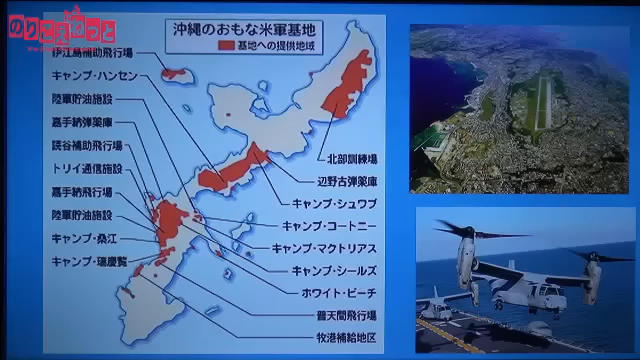 のりこえねっと
沖縄のおもな米軍基地
基地への提供地域
伊江島補助飛行場
キャンプ・ハンセン
陸軍貯油施設
嘉手納弾薬庫
読谷補助飛行場
トリイ通信施設
嘉手納飛行場
陸軍貯油施設
キャンプ・桑江
キャンプ・瑞慶覧
北部訓練場
辺野古弾薬庫
キャンプ・シュワブ
キャンプ・コートニー
キャンプ・マクトリアス
キャンプ・シールズ
ホワイト・ビーチ
普天間飛行場
牧港補給地区